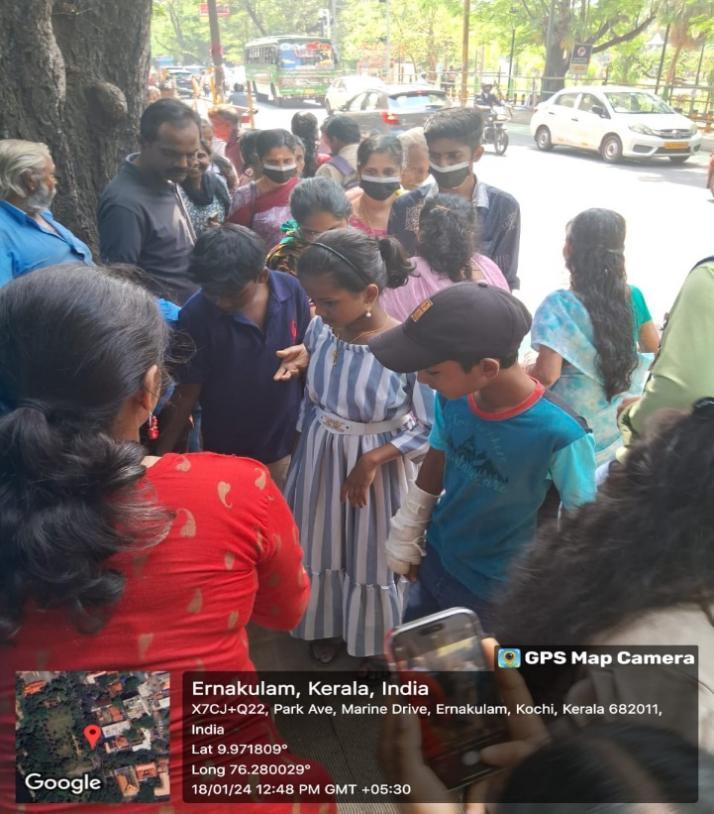 GPS Map Camera
Ernakulam, Kerala, India
X7CJ+Q22, Park Ave, Marine Drive, Ernakulam, Kochi, Kerala 682011,
India
Lat 9.971809°
Long 76.280029°
18/01/24 12:48 PM GMT +05:30
Google